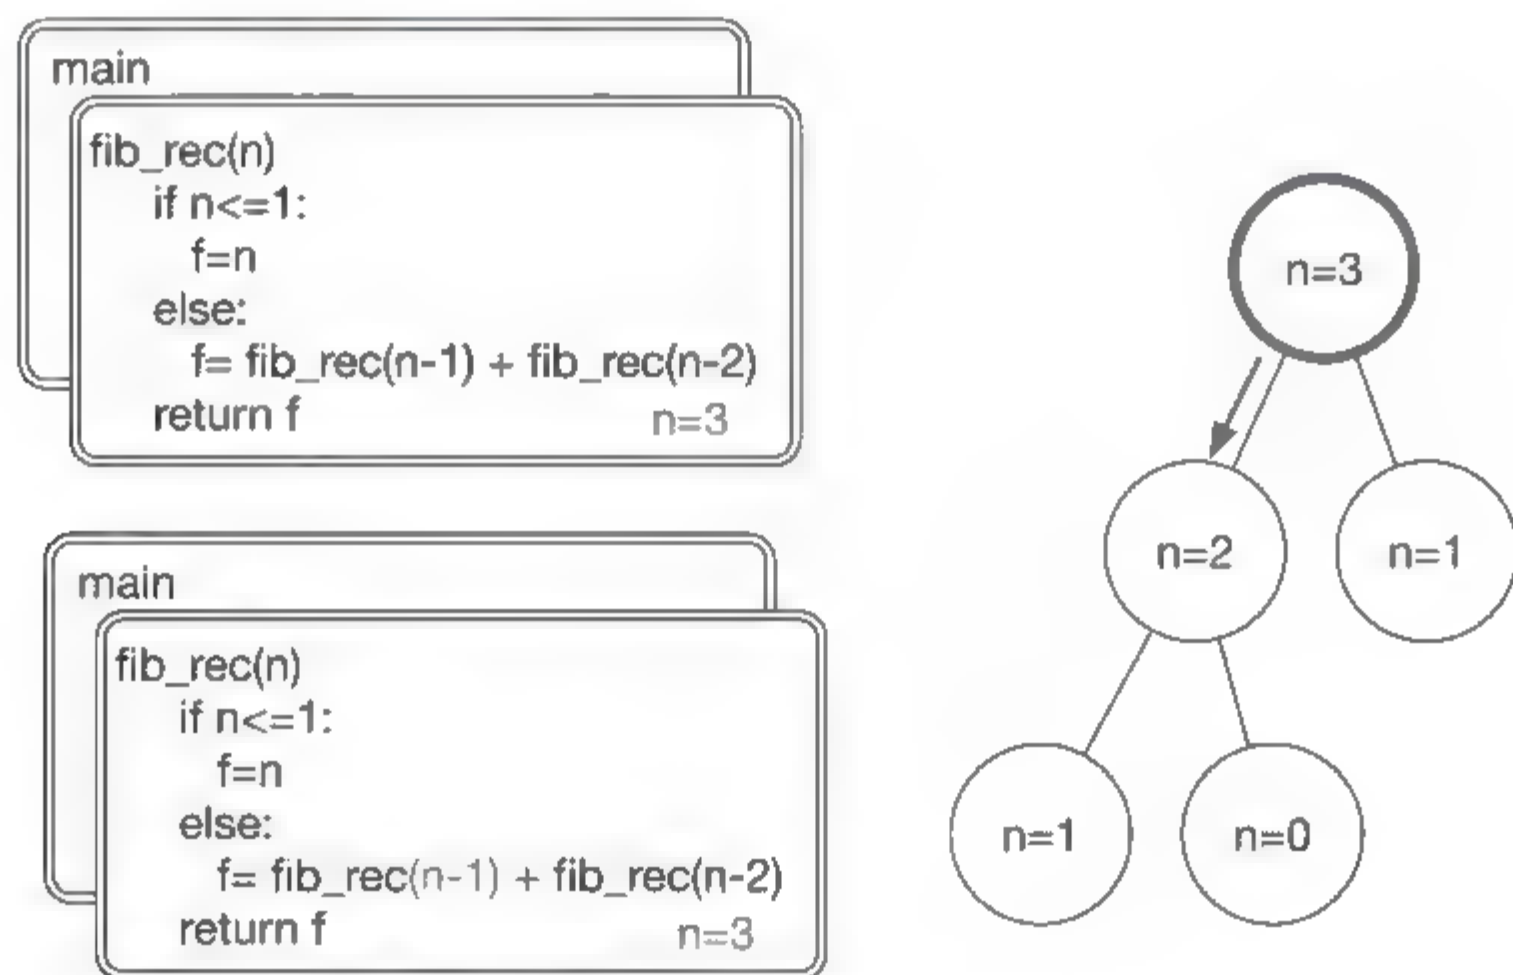 main
fib_rec(n)
if n<=1:
f=n
else:
f= fib_rec(n-1) + fib_rec(n-2)
return f
n=3
main
fib_rec(n)
if n<=1:
f=n
else:
f= fib_rec(n-1) + fib_rec(n-2)
return f
n=3
n=3
n=2
n=1
n=1
n=0